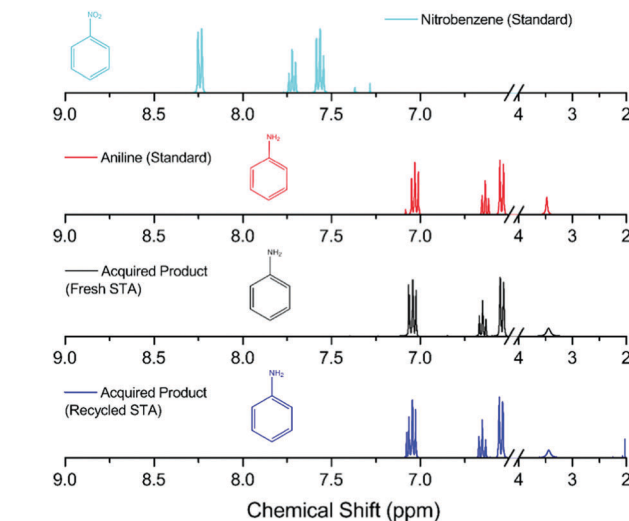 NO₂
Nitrobenzene (Standard)
9.0 8.5 8.0 7.5 7.0 4 3 2
Aniline (Standard)
NH₂
9.0 8.5 8.0 7.5 7.0 4 3 2
NH₂
Acquired Product
(Fresh STA)
9.0 8.5 8.0 7.5 7.0 4 3 2
NH₂
Acquired Product
(Recycled STA)
9.0 8.5 8.0 7.5 7.0 4 3 2
Chemical Shift (ppm)